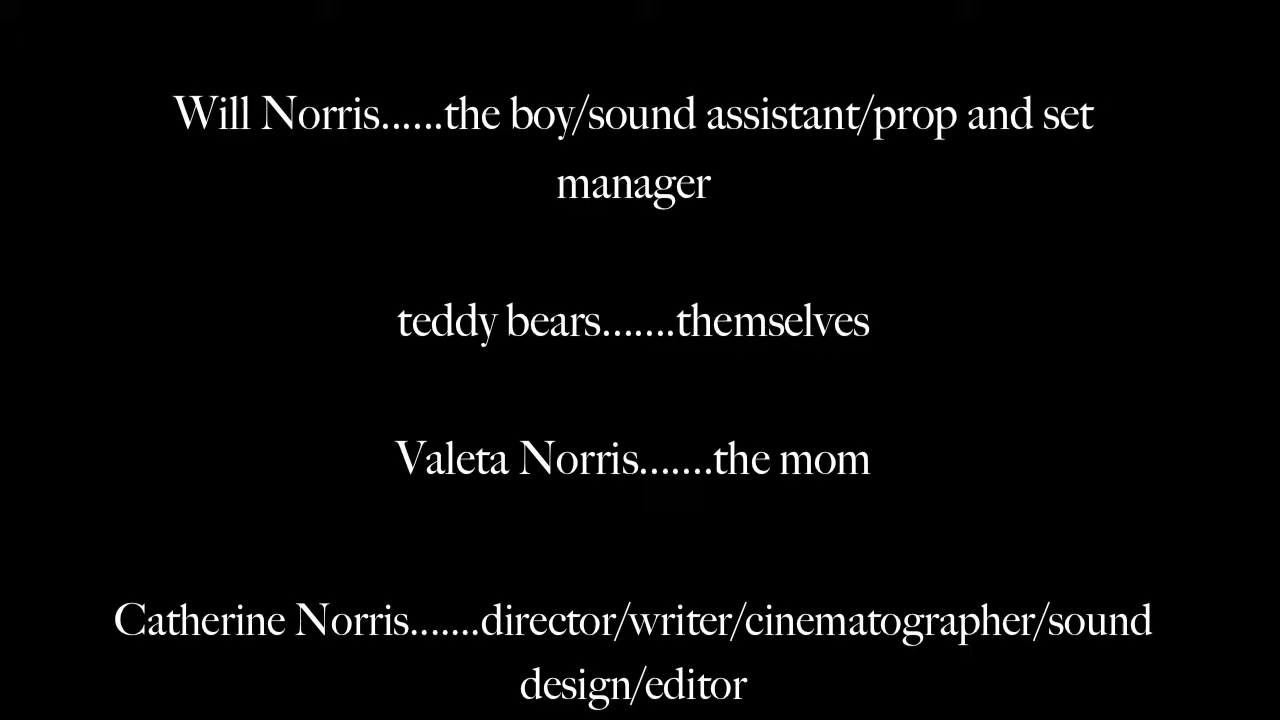 Will Norris......the boy/sound assistant/prop and set
manager
teddy bears.......themselves
Valeta Norris.......the mom
Catherine Norris.......director/writer/cinematographer/sound
design/editor